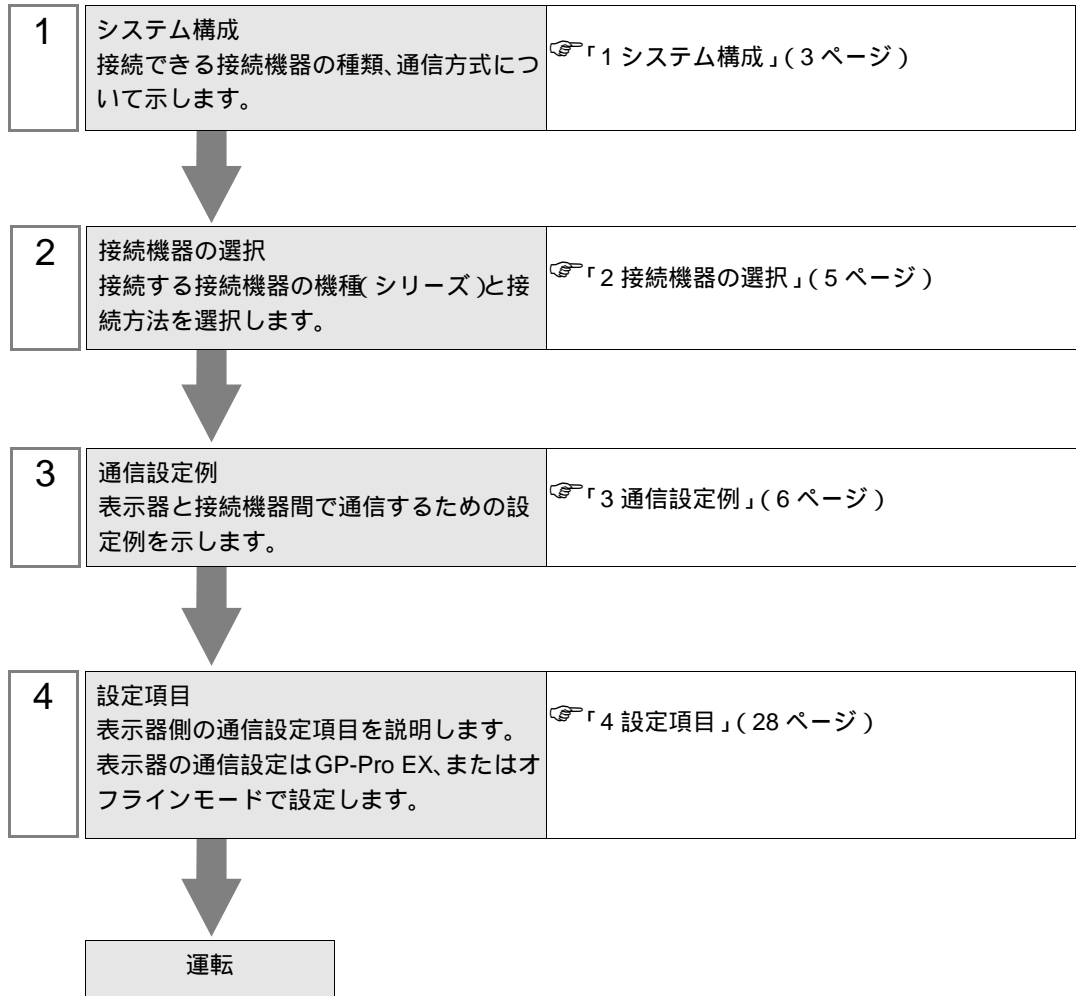 1
システム構成
接続できる接続機器の種類、通信方式につ
いて示します。
☞「1 システム構成」(3 ページ)
2
接続機器の選択
接続する接続機器の機種(シリーズ)と接
続方法を選択します。
☞「2 接続機器の選択」(5 ページ)
3
通信設定例
表示器と接続機器間で通信するための設
定例を示します。
☞「3 通信設定例」(6 ページ)
4
設定項目
表示器側の通信設定項目を説明します。
表示器の通信設定はGP-Pro EX、またはオ
フラインモードで設定します。
☞「4 設定項目」(28 ページ)
運転